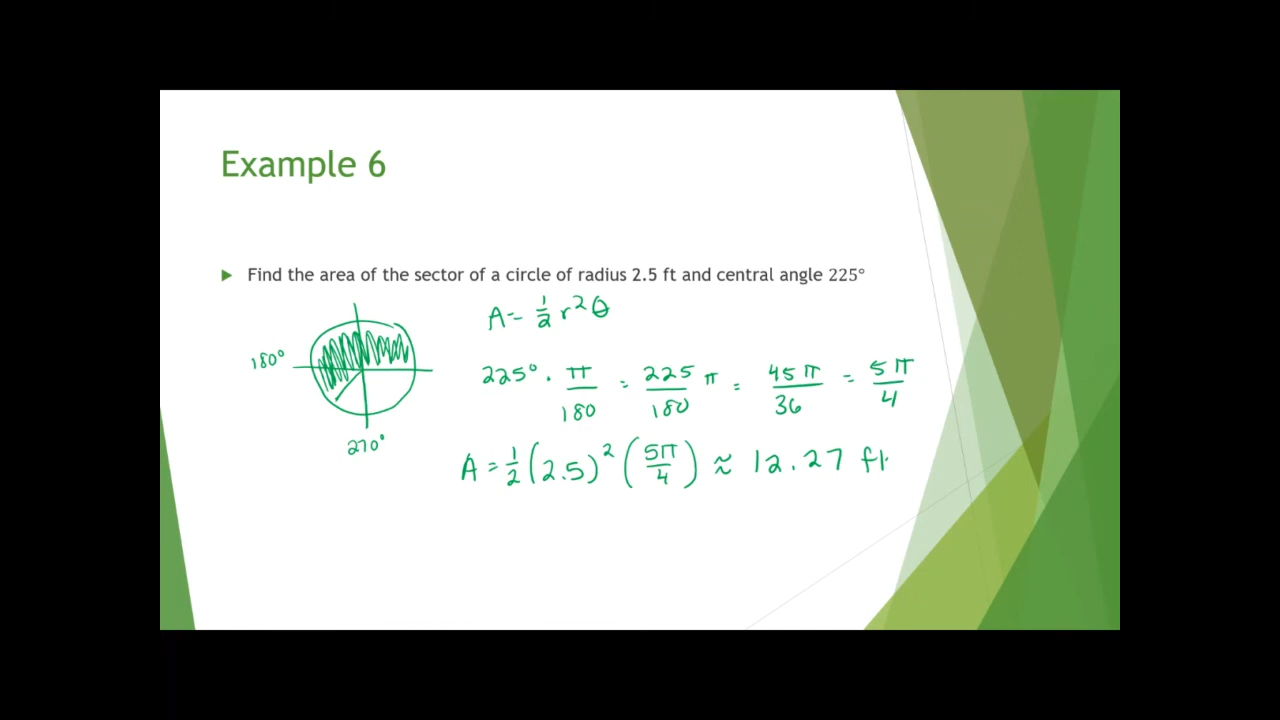 Example 6
Find the area of the sector of a circle of radius 2.5 ft and central angle 225°
A = 1/2 r² θ
180°
225° · π/180 = 225/180 π = 45π/36 = 5π/4
270°
A = 1/2 (2.5)² (5π/4) ≈ 12.27 ft